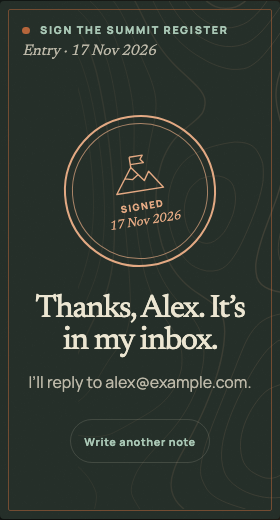 SIGN THE SUMMIT REGISTER
Entry · 17 Nov 2026
SIGNED
17 Nov 2026
Thanks, Alex. It’s
in my inbox.
I’ll reply to alex@example.com.
Write another note